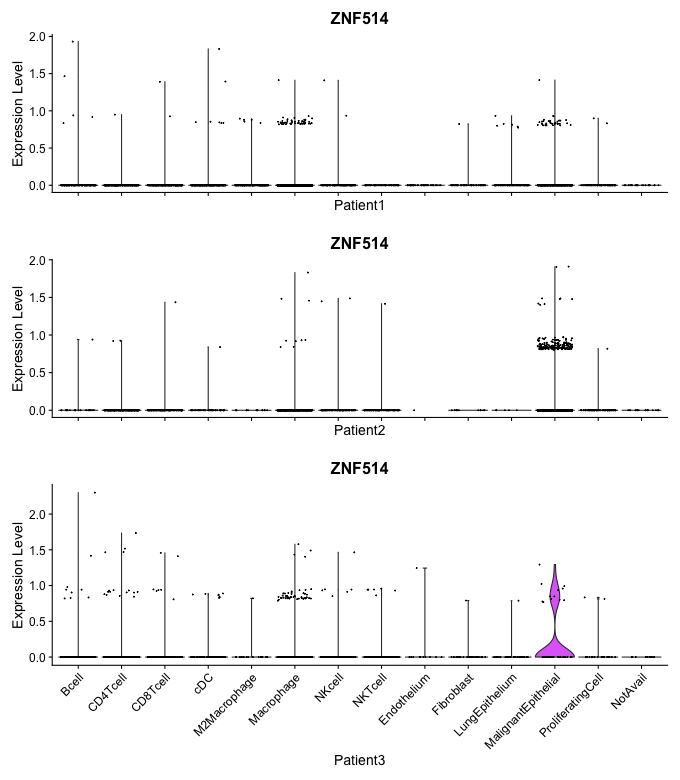 ZNF514
Expression Level
2.0
1.5
1.0
0.5
0.0
Patient1
ZNF514
Expression Level
2.0
1.5
1.0
0.5
0.0
Patient2
ZNF514
Expression Level
2.0
1.5
1.0
0.5
0.0
Bcell
CD4Tcell
CD8Tcell
cDC
M2Macrophage
Macrophage
NKcell
NKTcell
Endothelium
Fibroblast
LungEpithelium
MalignantEpithelial
ProliferatingCell
NotAvail
Patient3